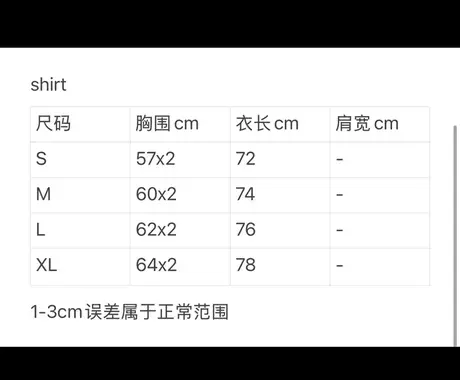 shirt
尺码 胸围cm 衣长cm 肩宽cm
S 57x2 72 -
M 60x2 74 -
L 62x2 76 -
XL 64x2 78 -
1-3cm误差属于正常范围